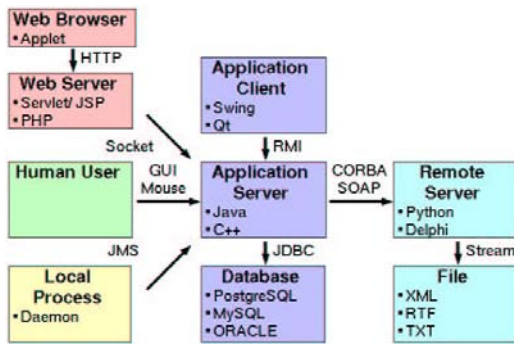 Web Browser
• Applet
HTTP
Web Server
• Servlet/ JSP
• PHP
Application
Client
• Swing
• Qt
Socket
RMI
Human User
GUI
Mouse
Application
Server
• Java
• C++
CORBA
SOAP
Remote
Server
• Python
• Delphi
JMS
JDBC
Stream
Local
Process
• Daemon
Database
• PostgreSQL
• MySQL
• ORACLE
File
• XML
• RTF
• TXT